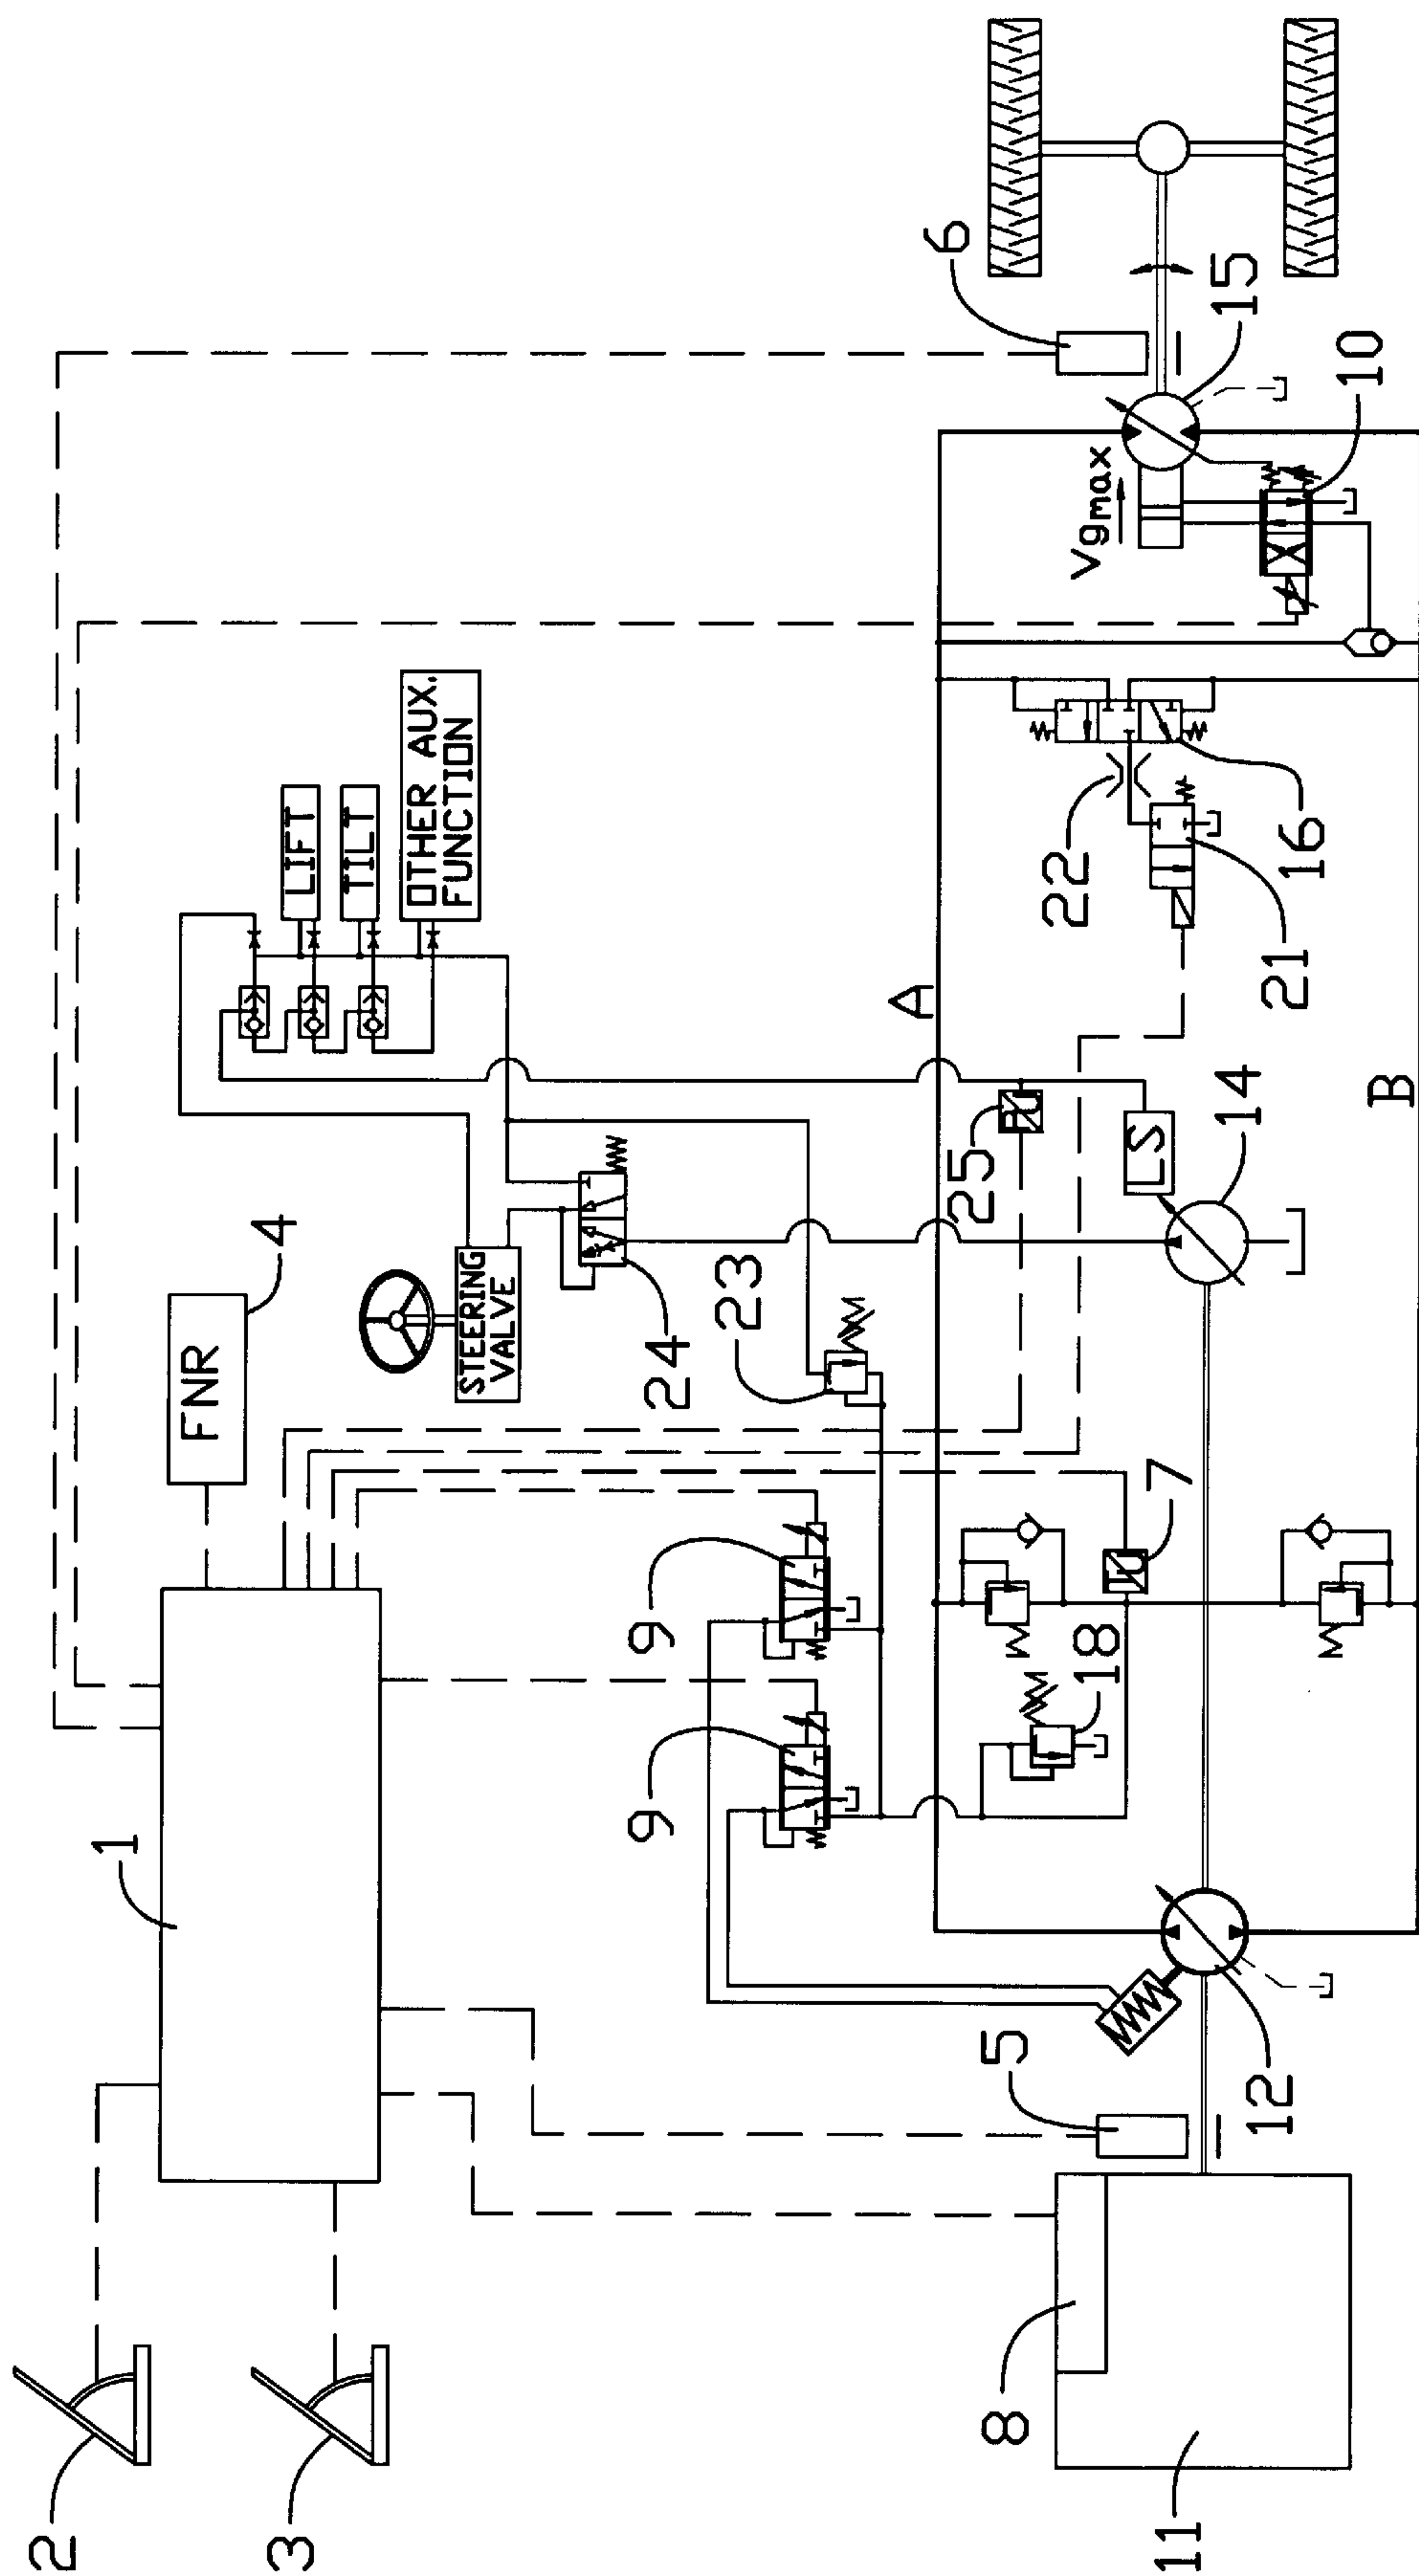 2
1
FNR
4
3
LIFT
TILT
OTHER AUX.
FUNCTION
STEERING
VALVE
9
9
24
23
A
6
8
5
25
22
18
Vgmax
LS
7
11
12
14
15
21
16
10
B